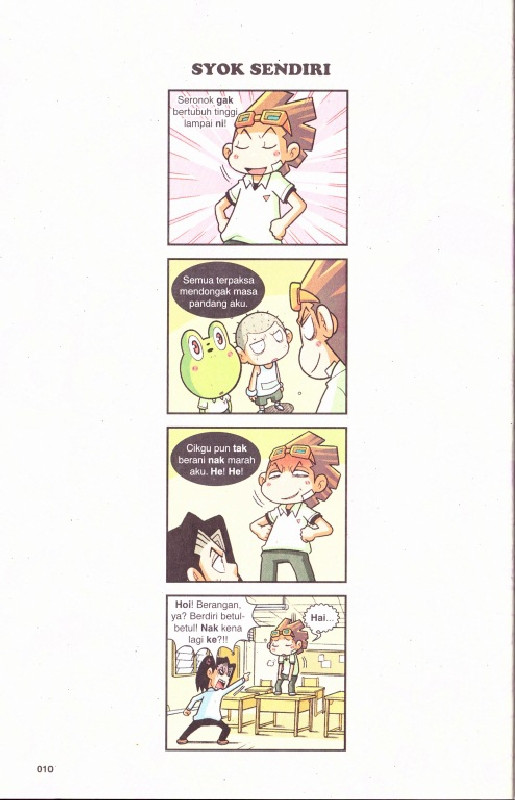 SYOK SENDIRI
Seronok gak
bertubuh tinggi
lampai ni!
Semua terpaksa
mendongak masa
pandang aku.
Cikgu pun tak
berani nak marah
aku. He! He!
Hoi! Berangan,
ya? Berdiri betul-
betul! Nak kena
lagi ke?!!
Hai...
010